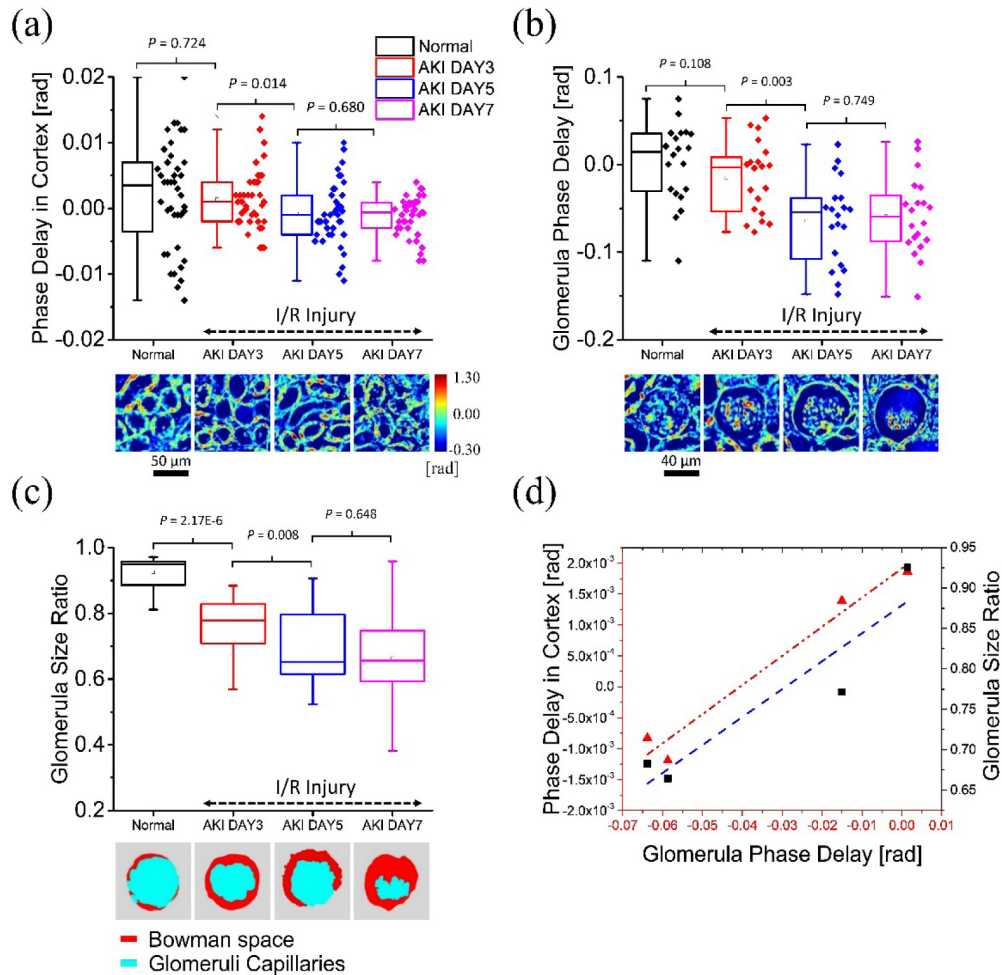 (a)
P = 0.724
P = 0.014
P = 0.680
Normal
AKI DAY3
AKI DAY5
AKI DAY7
Phase Delay in Cortex [rad]
0.02
0.01
0.00
-0.01
-0.02
I/R Injury
Normal AKI DAY3 AKI DAY5 AKI DAY7
1.30
0.00
-0.30
[rad]
50 μm
(b)
P = 0.108
P = 0.003
P = 0.749
Glomerula Phase Delay [rad]
0.1
0.0
-0.1
-0.2
I/R Injury
Normal AKI DAY3 AKI DAY5 AKI DAY7
40 μm
(c)
P = 2.17E-6
P = 0.008
P = 0.648
Glomerula Size Ratio
1.0
0.8
0.6
0.4
0.2
I/R Injury
Normal AKI DAY3 AKI DAY5 AKI DAY7
Bowman space
Glomeruli Capillaries
(d)
Phase Delay in Cortex [rad]
2.0x10⁻³
1.5x10⁻³
1.0x10⁻³
5.0x10⁻⁴
0.0
-5.0x10⁻⁴
-1.0x10⁻³
-1.5x10⁻³
-2.0x10⁻³
0.95
0.90
0.85
0.80
0.75
0.70
0.65
Glomerula Size Ratio
-0.07 -0.06 -0.05 -0.04 -0.03 -0.02 -0.01 0.00 0.01
Glomerula Phase Delay [rad]